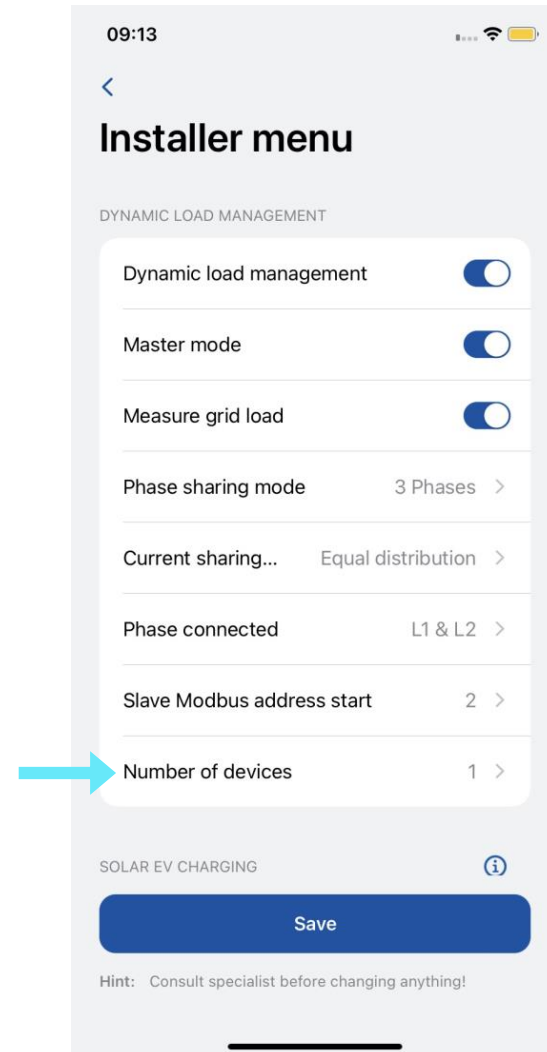 09:13
Installer menu
DYNAMIC LOAD MANAGEMENT
Dynamic load management
Master mode
Measure grid load
Phase sharing mode 3 Phases
Current sharing... Equal distribution
Phase connected L1 & L2
Slave Modbus address start 2
Number of devices 1
SOLAR EV CHARGING
Save
Hint: Consult specialist before changing anything!